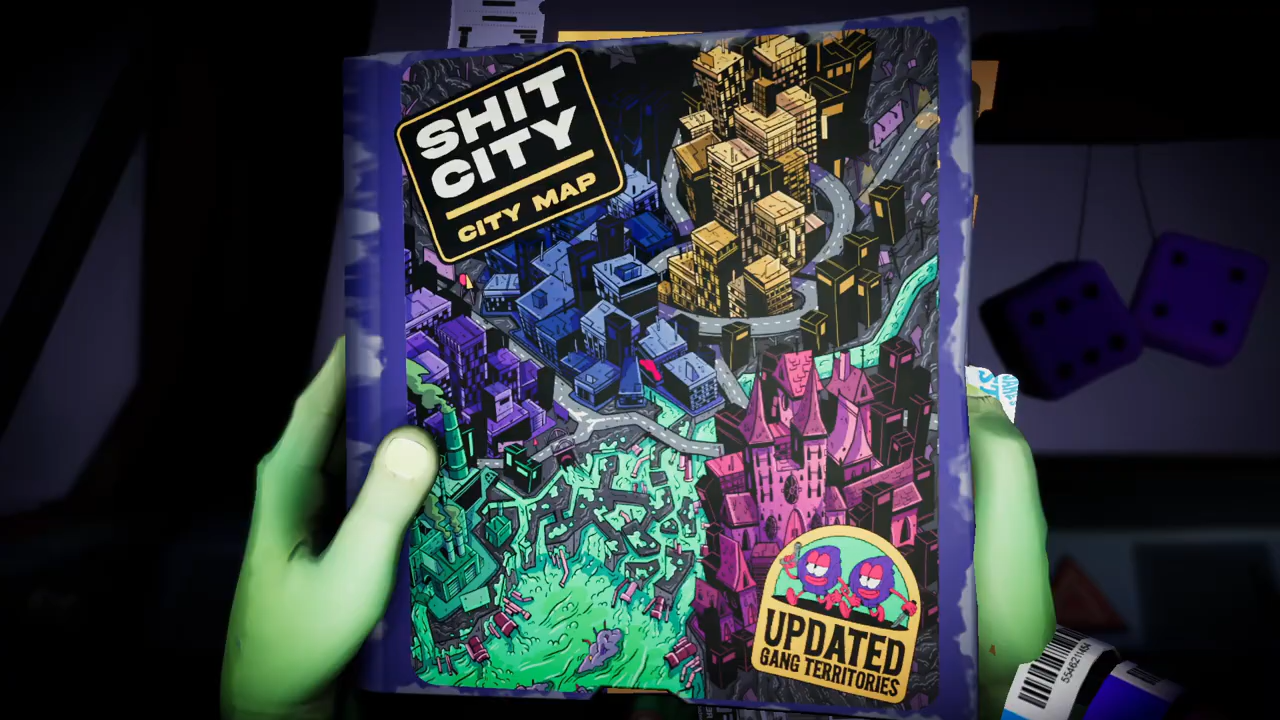 SHIT
CITY
CITY MAP
UPDATED
GANG TERRITORIES